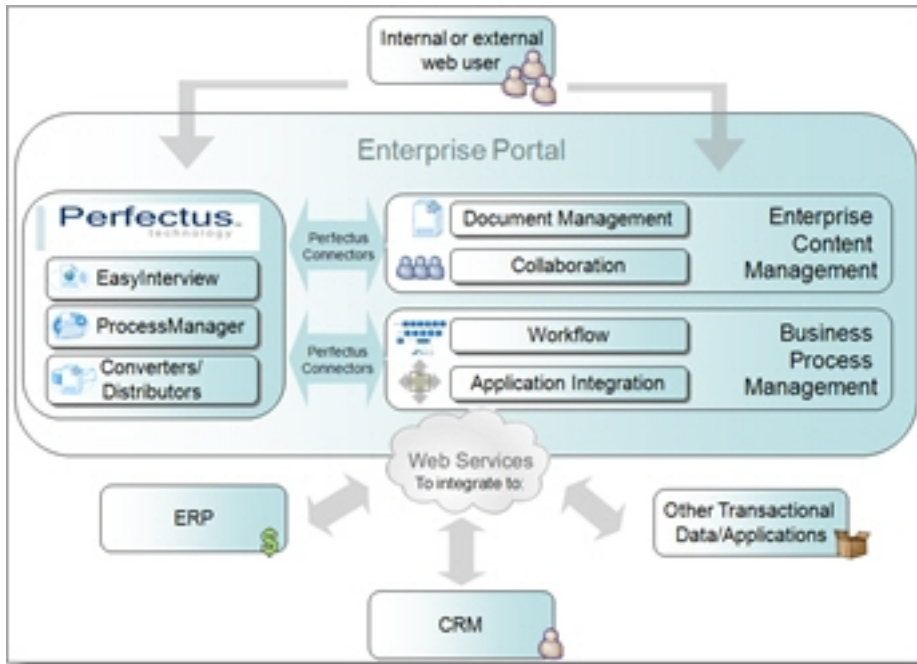 Internal or external
web user
Enterprise Portal
Perfectus™
technology
EasyInterview
ProcessManager
Converters/
Distributors
Perfectus
Connectors
Perfectus
Connectors
Document Management
Collaboration
Enterprise
Content
Management
Workflow
Application Integration
Business
Process
Management
Web Services
To integrate to:
ERP
$
CRM
Other Transactional
Data/Applications